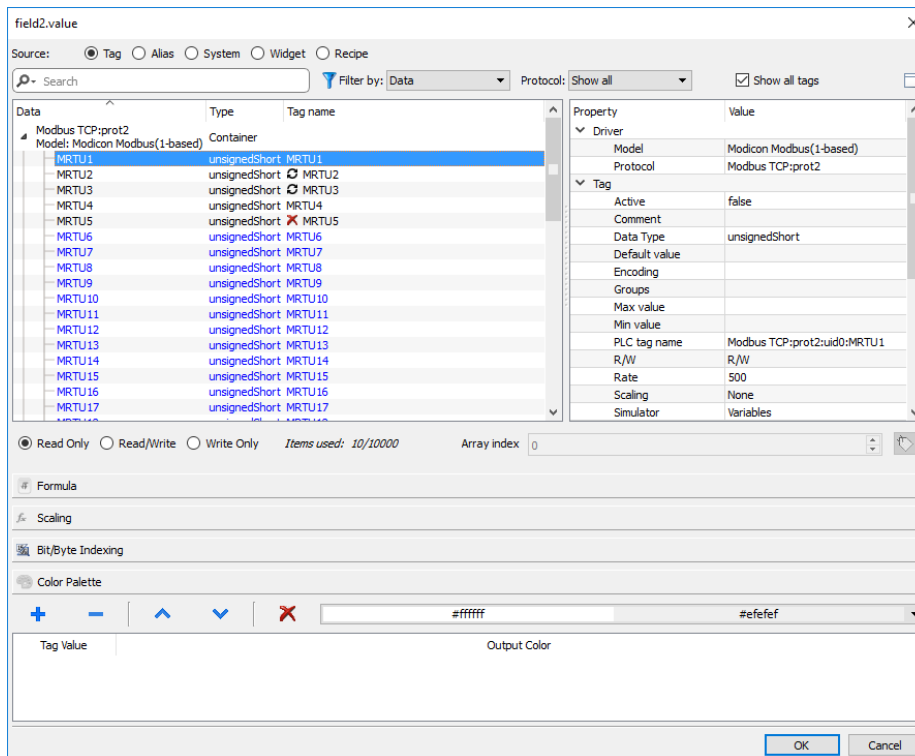 field2.value
Source: Tag Alias System Widget Recipe
Search Filter by: Data Protocol: Show all Show all tags
Data Type Tag name
Modbus TCP:prot2
Model: Modicon Modbus(1-based) Container
MRTU1 unsignedShort MRTU1
MRTU2 unsignedShort MRTU2
MRTU3 unsignedShort MRTU3
MRTU4 unsignedShort MRTU4
MRTU5 unsignedShort MRTU5
MRTU6 unsignedShort MRTU6
MRTU7 unsignedShort MRTU7
MRTU8 unsignedShort MRTU8
MRTU9 unsignedShort MRTU9
MRTU10 unsignedShort MRTU10
MRTU11 unsignedShort MRTU11
MRTU12 unsignedShort MRTU12
MRTU13 unsignedShort MRTU13
MRTU14 unsignedShort MRTU14
MRTU15 unsignedShort MRTU15
MRTU16 unsignedShort MRTU16
MRTU17 unsignedShort MRTU17
Property Value
Driver
Model Modicon Modbus(1-based)
Protocol Modbus TCP:prot2
Tag
Active false
Comment
Data Type unsignedShort
Default value
Encoding
Groups
Max value
Min value
PLC tag name Modbus TCP:prot2:uid0:MRTU1
R/W R/W
Rate 500
Scaling None
Simulator Variables
Read Only Read/Write Write Only Items used: 10/10000 Array index 0
Formula
Scaling
Bit/Byte Indexing
Color Palette
#ffffff #efefef
Tag Value Output Color
OK Cancel